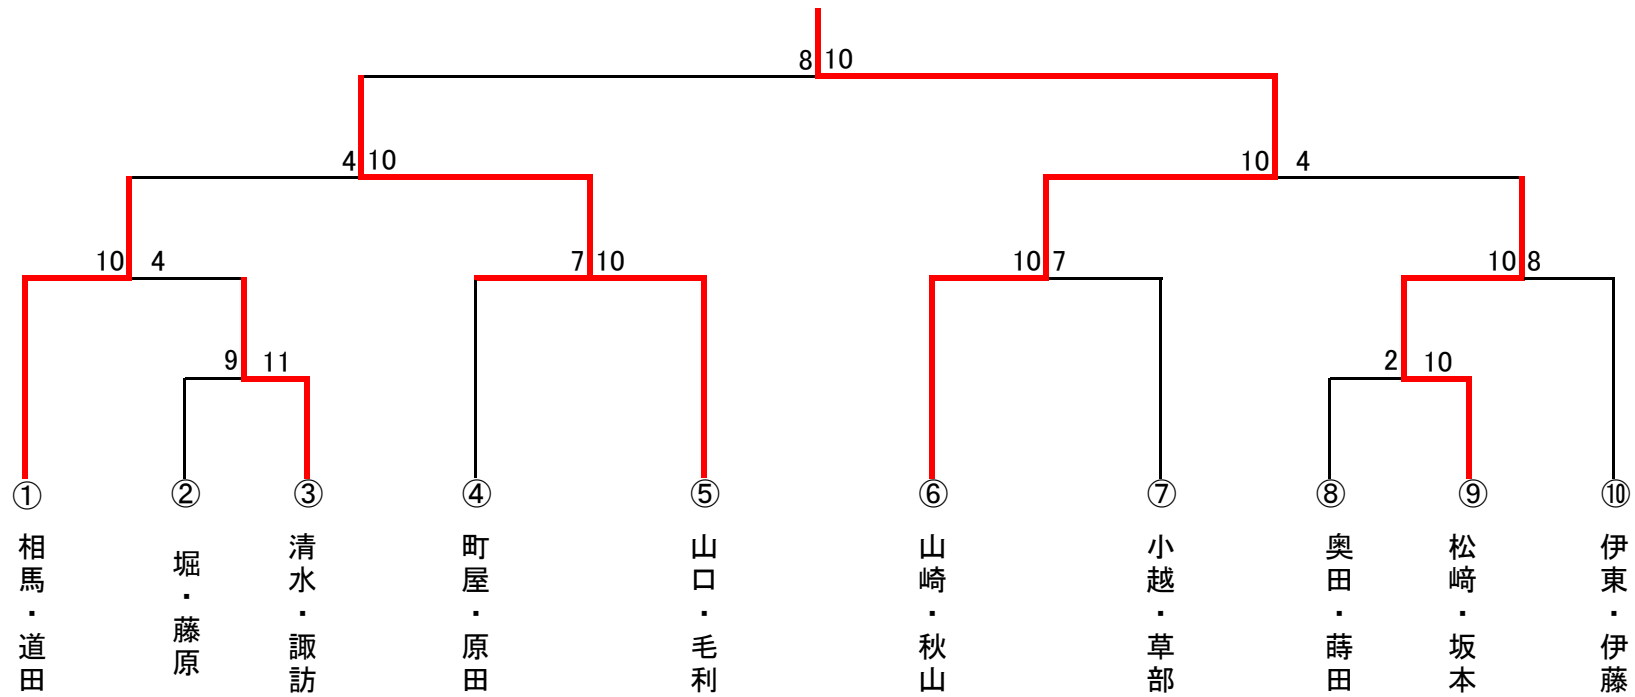 8 10
4 10
10 4
10 4
7 10
10 7
10 8
9 11
2 10
① ② ③ ④ ⑤ ⑥ ⑦ ⑧ ⑨ ⑩
相馬・道田
堀・藤原
清水・諏訪
町屋・原田
山口・毛利
山崎・秋山
小越・草部
奥田・蒔田
松﨑・坂本
伊東・伊藤